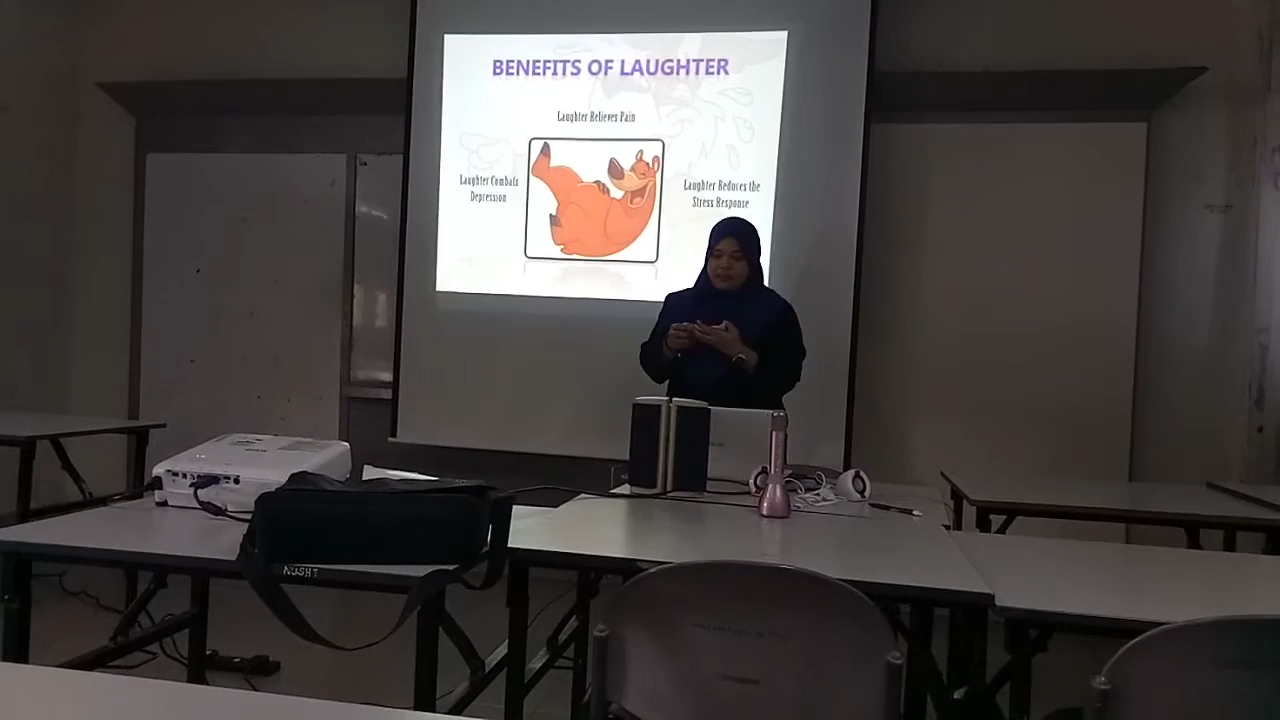 BENEFITS OF LAUGHTER
Laughter Relieves Pain
Laughter Combats
Depression
Laughter Reduces the
Stress Response
NUSHT